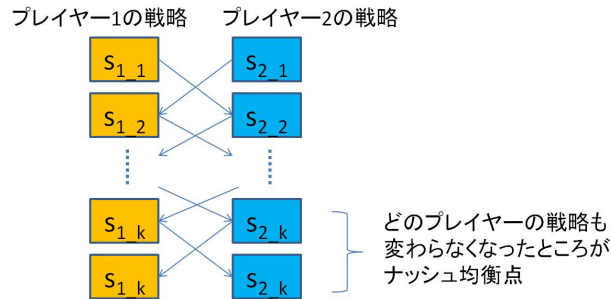 プレイヤー1の戦略 プレイヤー2の戦略
s1_1 s2_1
s1_2 s2_2
s1_k s2_k
s1_k s2_k
どのプレイヤーの戦略も
変わらなくなったところが
ナッシュ均衡点